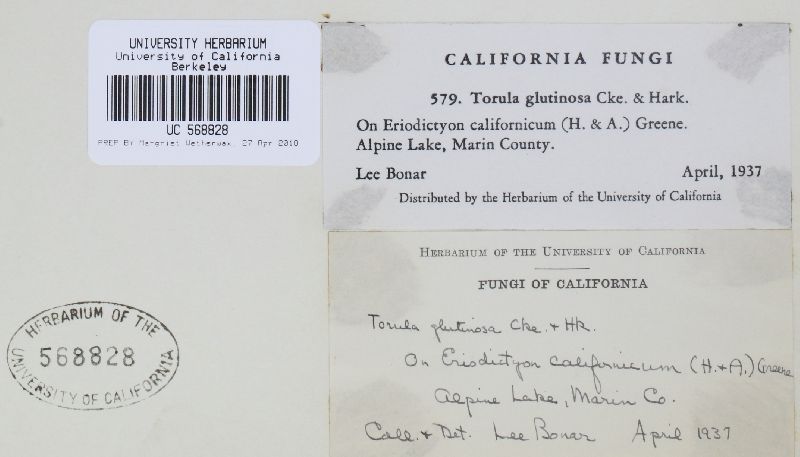 UNIVERSITY HERBARIUM
University of California
Berkeley
UC 568828
PREP BY Margriet Wetherwax, 27 Apr 2010
CALIFORNIA FUNGI
579. Torula glutinosa Cke. & Hark.
On Eriodictyon californicum (H. & A.) Greene.
Alpine Lake, Marin County.
Lee Bonar April, 1937
Distributed by the Herbarium of the University of California
HERBARIUM OF THE UNIVERSITY OF CALIFORNIA
FUNGI OF CALIFORNIA
Torula glutinosa Cke. & Hk.
On Eriodictyon californicum (H. & A.) Greene
Alpine Lake, Marin Co.
Coll. & Det. Lee Bonar April 1937
HERBARIUM OF THE
568828
UNIVERSITY OF CALIFORNIA